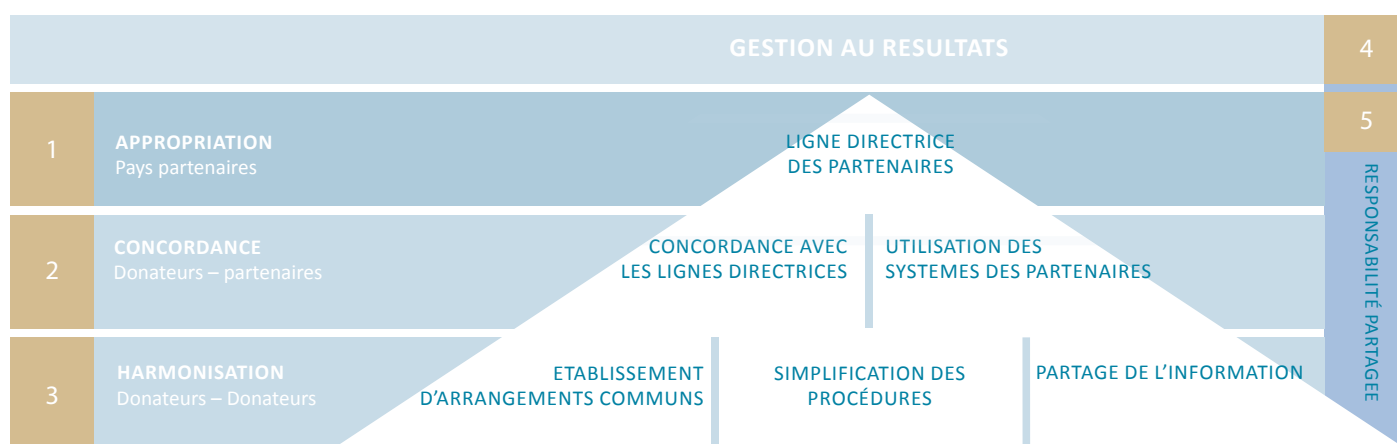 GESTION AU RESULTATS
4
1
APPROPRIATION
Pays partenaires
LIGNE DIRECTRICE
DES PARTENAIRES
5
RESPONSABILITÉ PARTAGEE
2
CONCORDANCE
Donateurs – partenaires
CONCORDANCE AVEC
LES LIGNES DIRECTRICES
UTILISATION DES
SYSTEMES DES PARTENAIRES
3
HARMONISATION
Donateurs – Donateurs
ETABLISSEMENT
D’ARRANGEMENTS COMMUNS
SIMPLIFICATION DES
PROCÉDURES
PARTAGE DE L’INFORMATION